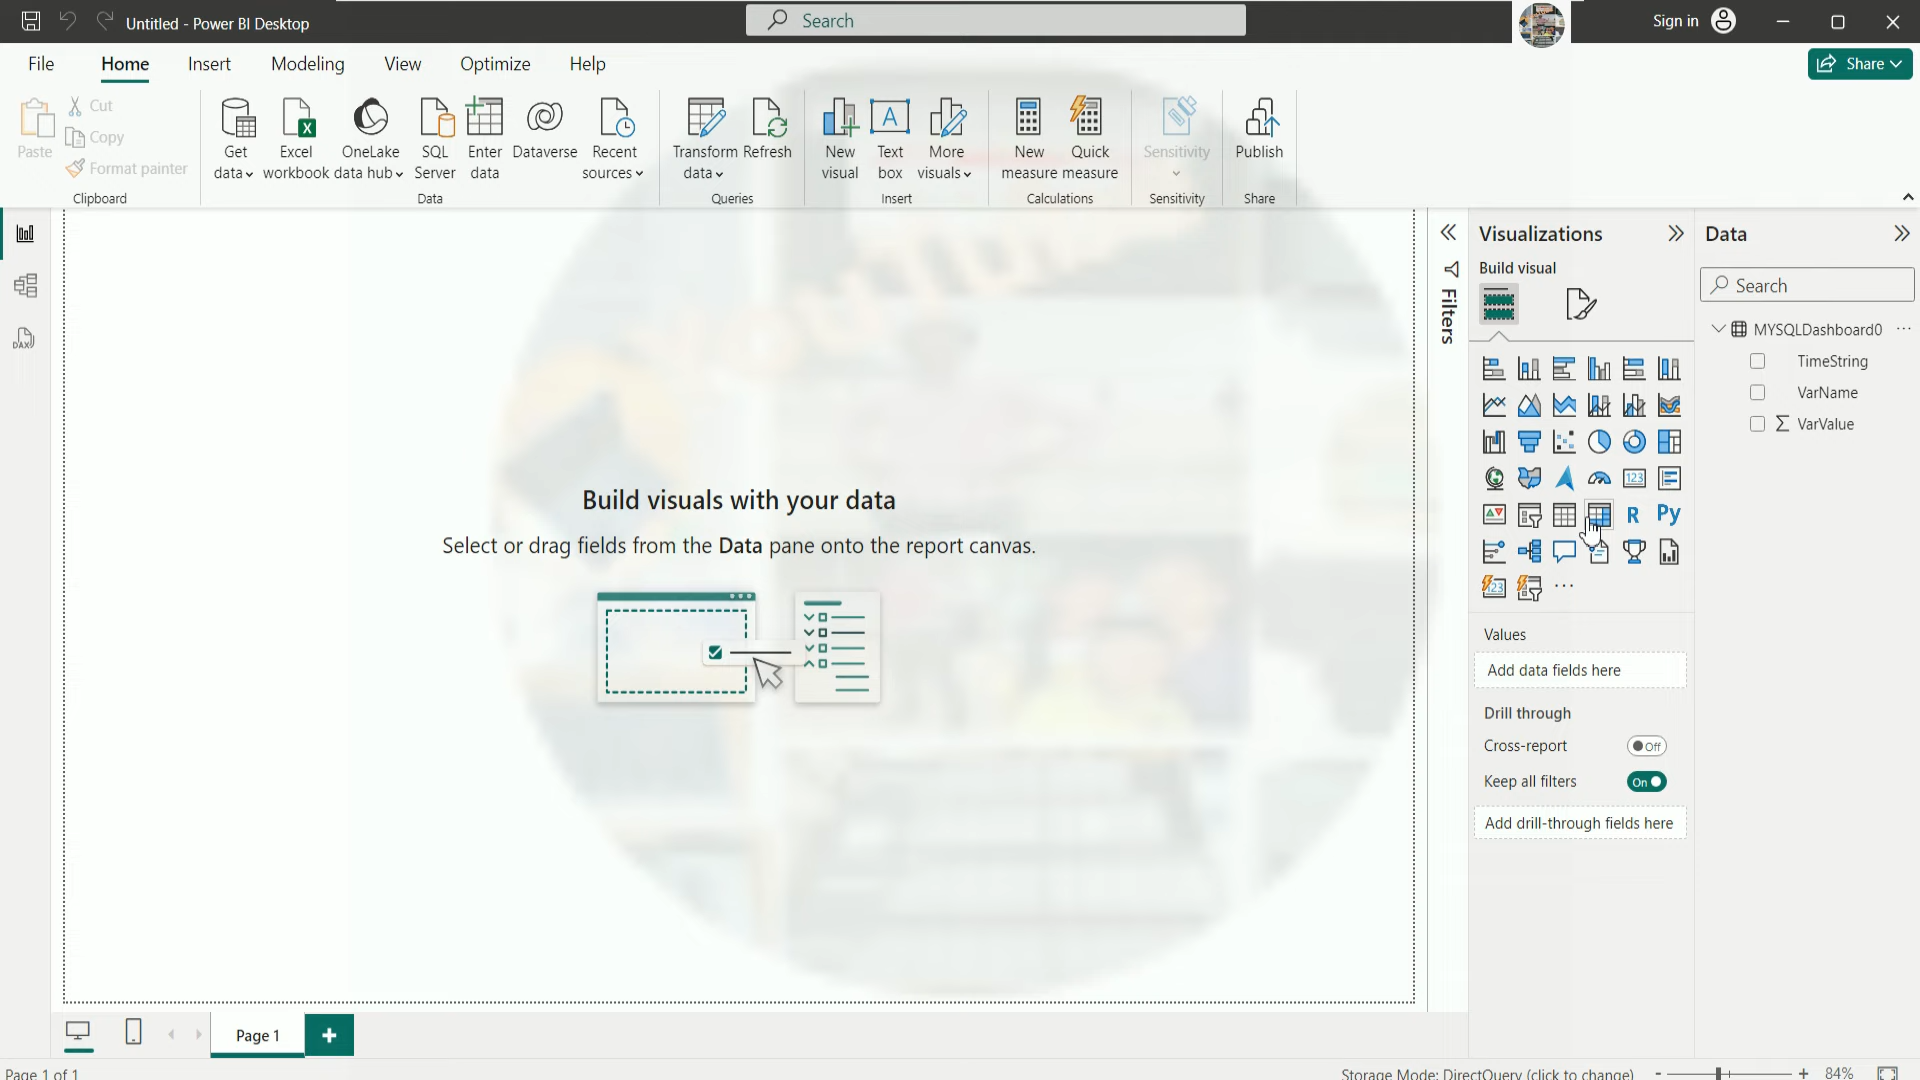 Untitled - Power BI Desktop
Search
Sign in
File
Home
Insert
Modeling
View
Optimize
Help
Share
Paste
Cut
Copy
Format painter
Clipboard
Get data
Excel workbook
OneLake data hub
SQL Server
Enter data
Dataverse
Recent sources
Data
Transform data
Refresh
Queries
New visual
Text box
More visuals
Insert
New measure
Quick measure
Calculations
Sensitivity
Sensitivity
Publish
Share
DAX
Filters
Visualizations
Build visual
123
R
Py
123
Values
Add data fields here
Drill through
Cross-report
Off
Keep all filters
On
Add drill-through fields here
Data
Search
MYSQLDashboard0
TimeString
VarName
Σ VarValue
Build visuals with your data
Select or drag fields from the Data pane onto the report canvas.
Page 1
Page 1 of 1
Storage Mode: DirectQuery (click to change)
- + 84%